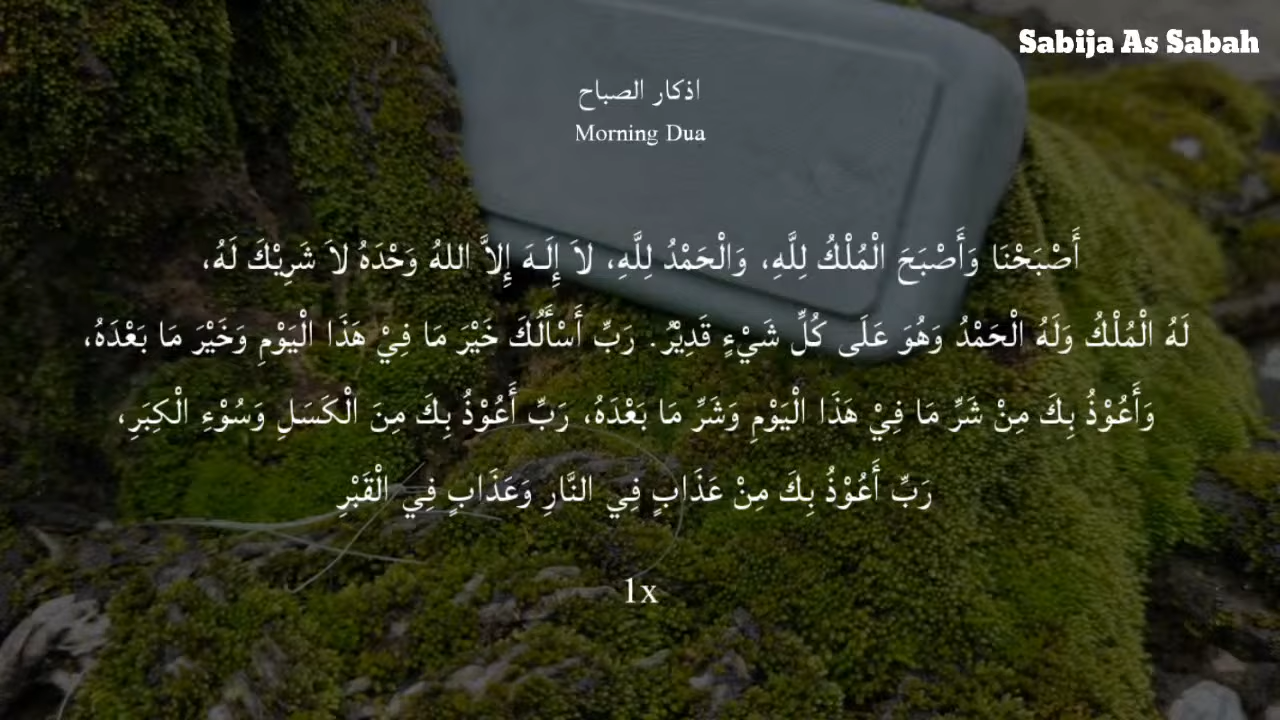 Sabija As Sabah
اذكار الصباح
Morning Dua
أَصْبَحْنَا وَأَصْبَحَ الْمُلْكُ لِلَّهِ، وَالْحَمْدُ لِلَّهِ، لاَ إِلَـهَ إِلاَّ اللهُ وَحْدَهُ لاَ شَرِيْكَ لَهُ،
لَهُ الْمُلْكُ وَلَهُ الْحَمْدُ وَهُوَ عَلَى كُلِّ شَيْءٍ قَدِيْرٌ. رَبِّ أَسْأَلُكَ خَيْرَ مَا فِيْ هَذَا الْيَوْمِ وَخَيْرَ مَا بَعْدَهُ،
وَأَعُوْذُ بِكَ مِنْ شَرِّ مَا فِيْ هَذَا الْيَوْمِ وَشَرِّ مَا بَعْدَهُ، رَبِّ أَعُوْذُ بِكَ مِنَ الْكَسَلِ وَسُوْءِ الْكِبَرِ،
رَبِّ أَعُوْذُ بِكَ مِنْ عَذَابٍ فِي النَّارِ وَعَذَابٍ فِي الْقَبْرِ
1x